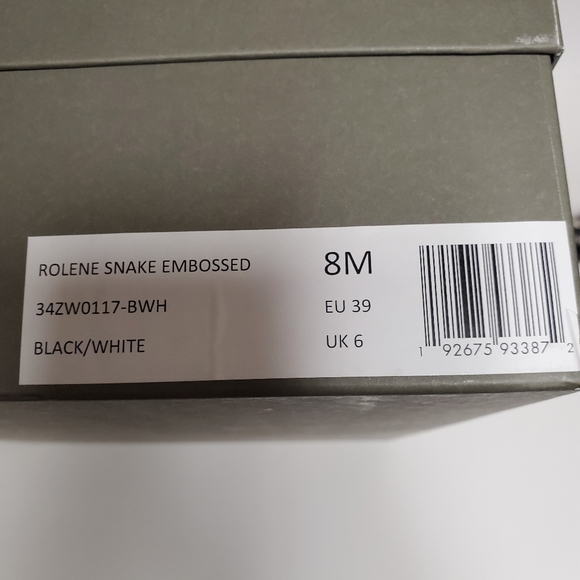 ROLENE SNAKE EMBOSSED
34ZW0117-BWH
BLACK/WHITE
8M
EU 39
UK 6
1 92675 93387 2